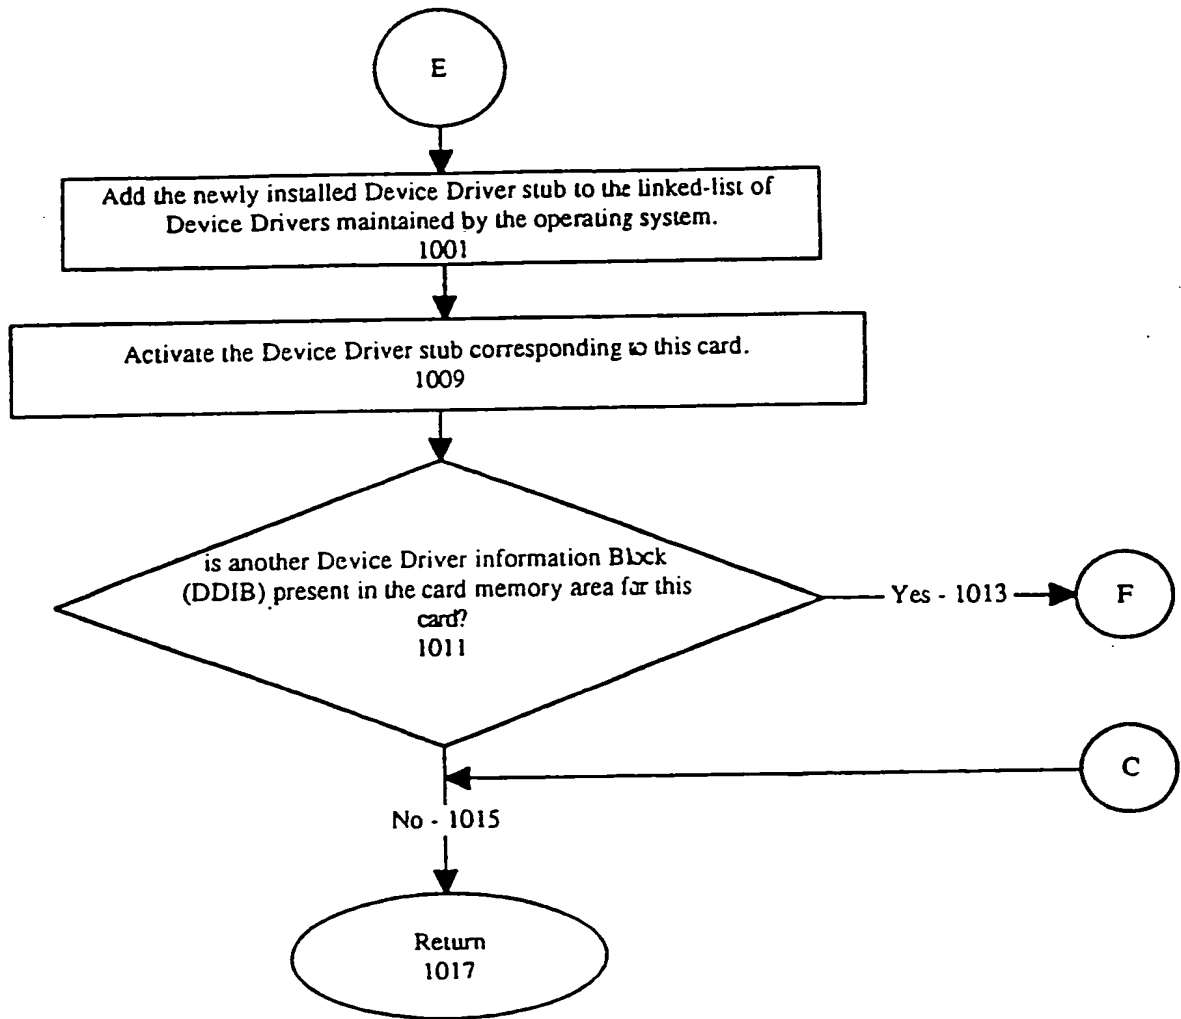 E
Add the newly installed Device Driver stub to the linked-list of
Device Drivers maintained by the operating system.
1001
Activate the Device Driver stub corresponding to this card.
1009
is another Device Driver information Block
(DDIB) present in the card memory area for this
card?
1011
Yes - 1013
F
C
No - 1015
Return
1017